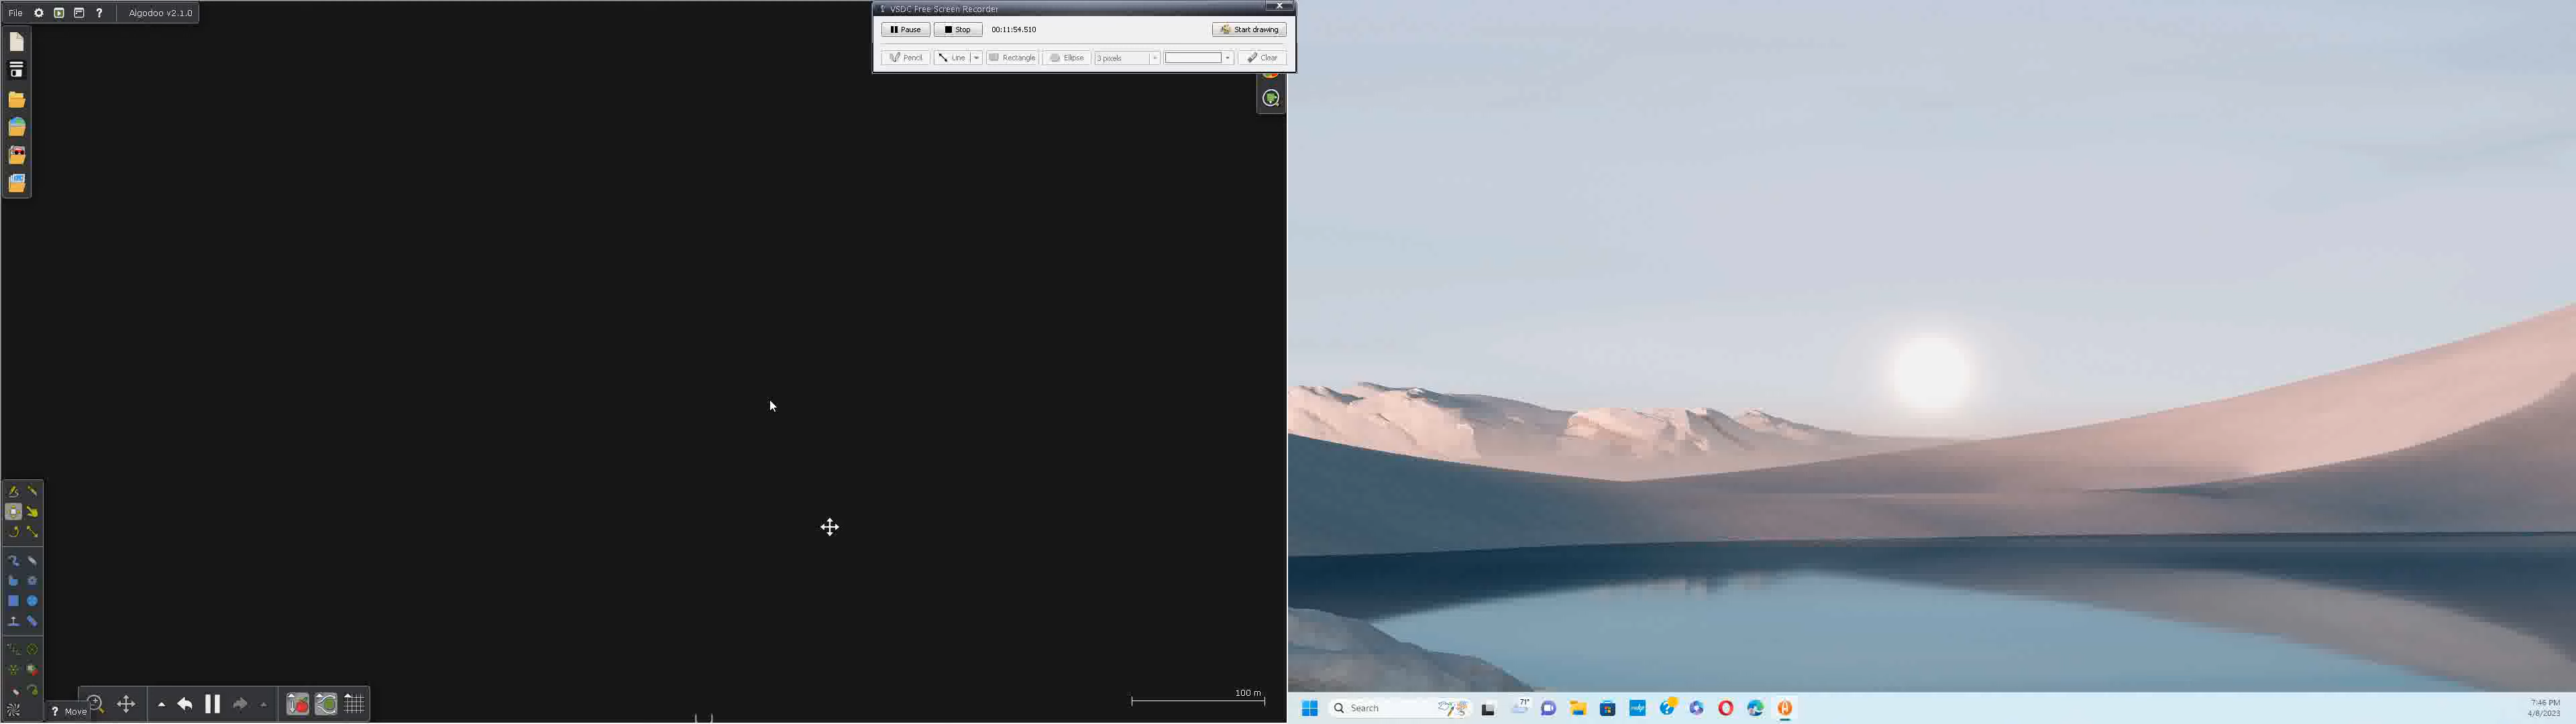 File
Algodoo v2.1.0
VSDC Free Screen Recorder
Pause
Stop
00:11:54.510
Start drawing
Pencil
Line
Rectangle
Ellipse
3 pixels
Clear
? Move
100 m
Search
71°
7:46 PM
4/8/2023